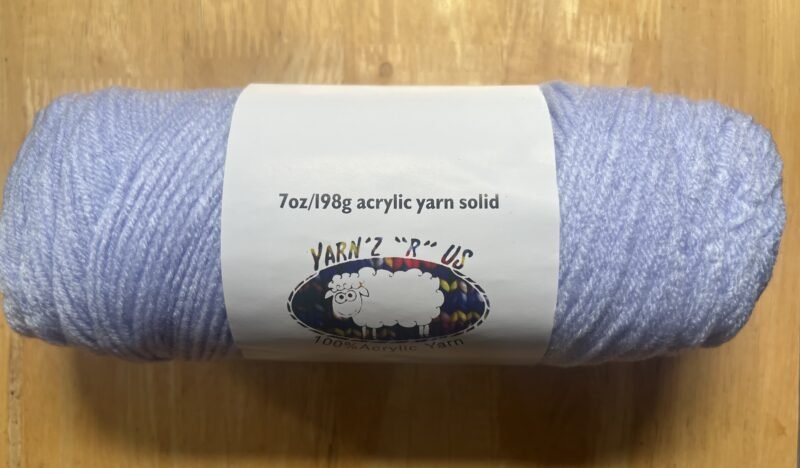 7oz/198g acrylic yarn solid
YARN'Z "R" US
100%Acrylic Yarn